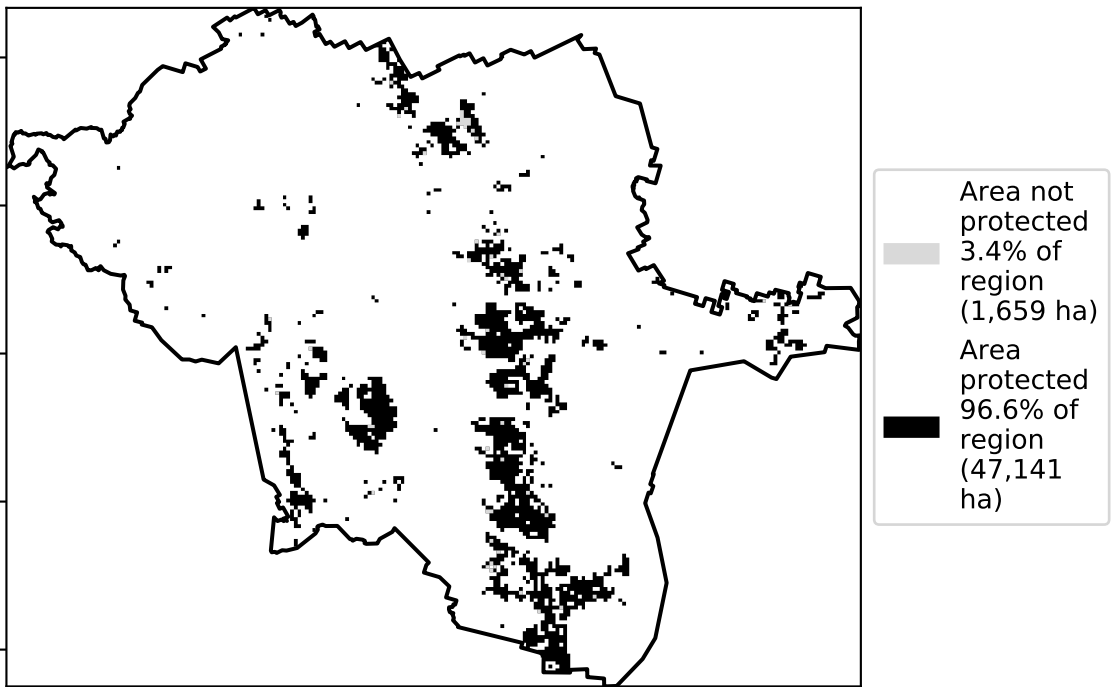 Area not
protected
3.4% of
region
(1,659 ha)
Area
protected
96.6% of
region
(47,141
ha)